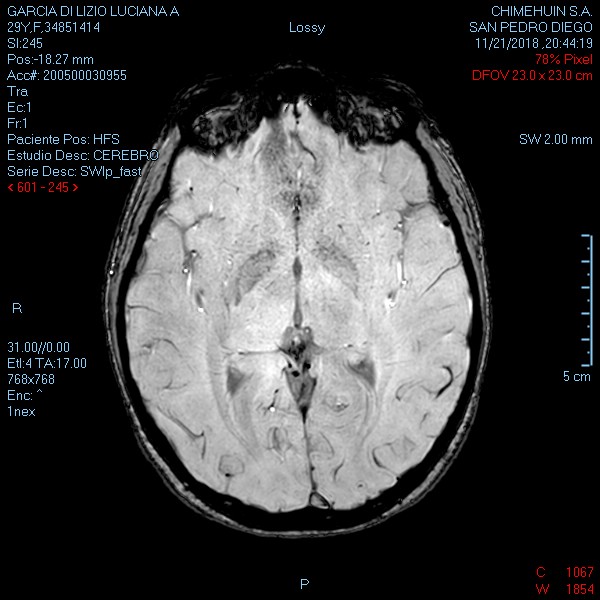 GARCIA DI LIZIO LUCIANA A
29Y,F,34851414
Sl:245
Pos:-18.27 mm
Acc#: 200500030955
Tra
Ec:1
Fr:1
Paciente Pos: HFS
Estudio Desc: CEREBRO
Serie Desc: SWIp_fast
< 601 - 245 >
Lossy
CHIMEHUIN S.A.
SAN PEDRO DIEGO
11/21/2018 ,20:44:19
78% Pixel
DFOV 23.0 x 23.0 cm
SW 2.00 mm
R
31.00//0.00
Etl:4 TA:17.00
768x768
Enc: ^
1nex
5 cm
P
C 1067
W 1854